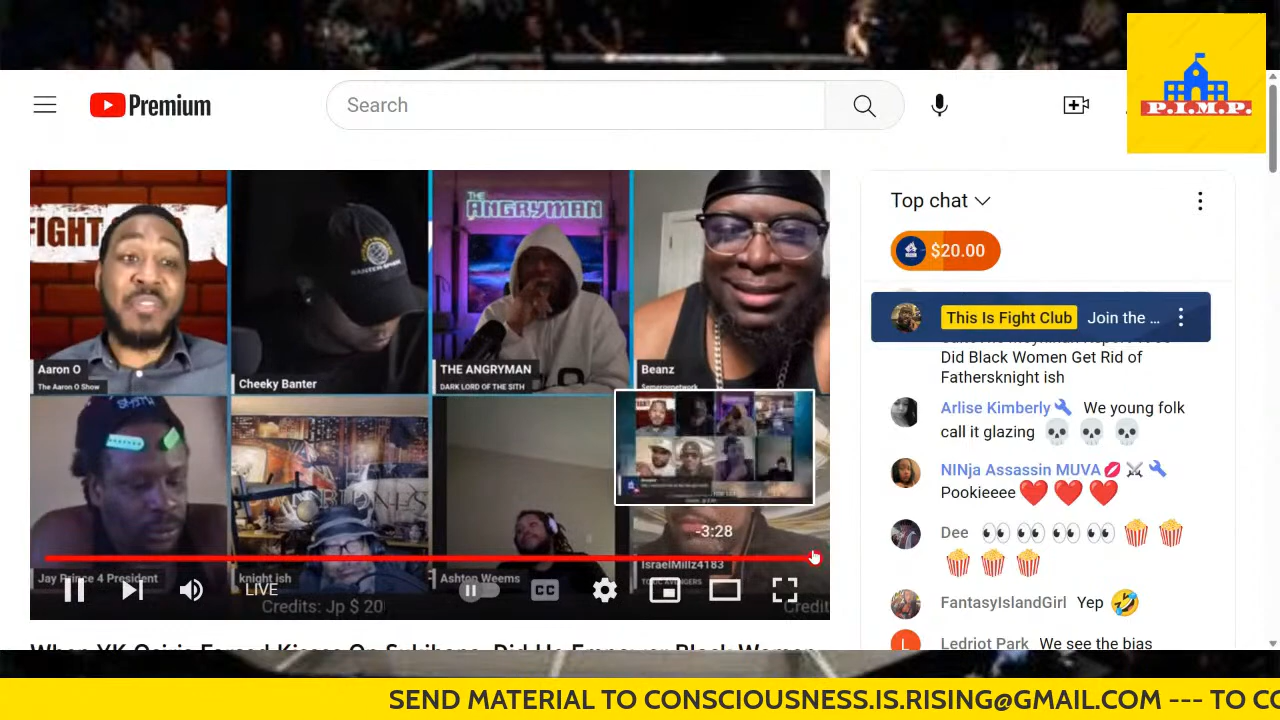 Premium
Search
P.I.M.P.
FIGHT
THE
ANGRYMAN
Aaron O
The Aaron O Show
Cheeky Banter
THE ANGRYMAN
DARK LORD OF THE SITH
Beanz
SMITH
-3:28
Jay Prince 4 President
knight ish
Ashton Weems
IsraelMillz4183
LIVE
CC
Credits: Jp $ 20
Credit
Top chat
$20.00
This Is Fight Club Join the ...
Did Black Women Get Rid of
Fathersknight ish
Arlise Kimberly We young folk
call it glazing
NINja Assassin MUVA
Pookieeee
Dee
FantasyIslandGirl Yep
L Ledriot Park We see the bias
SEND MATERIAL TO CONSCIOUSNESS.IS.RISING@GMAIL.COM --- TO CO